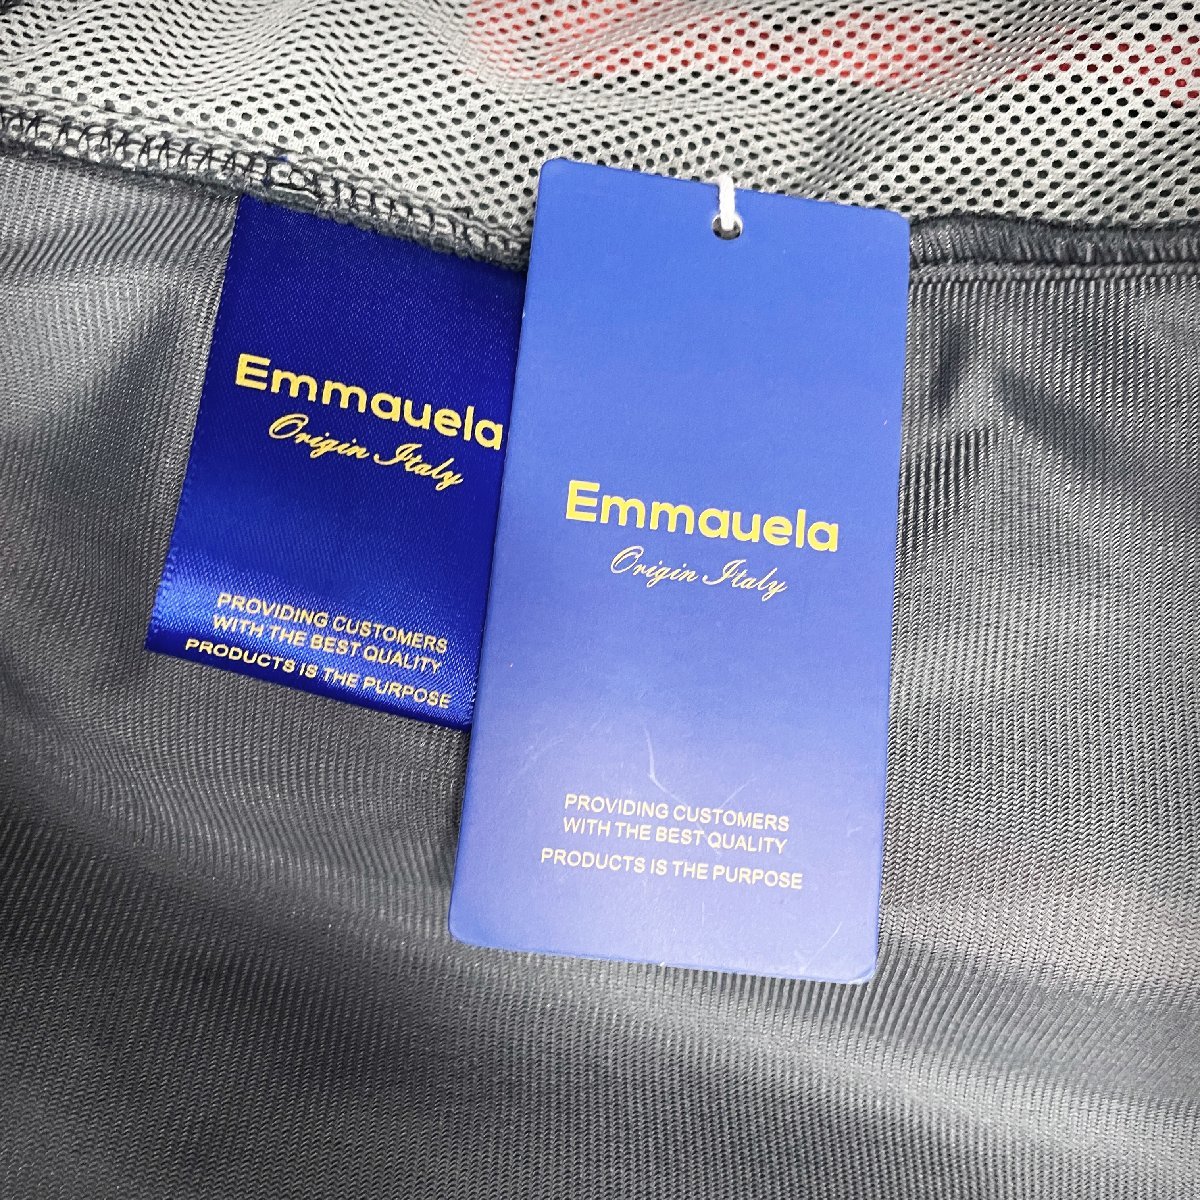 Emmauela
Origin Italy
PROVIDING CUSTOMERS
WITH THE BEST QUALITY
PRODUCTS IS THE PURPOSE
Emmauela
Origin Italy
PROVIDING CUSTOMERS
WITH THE BEST QUALITY
PRODUCTS IS THE PURPOSE